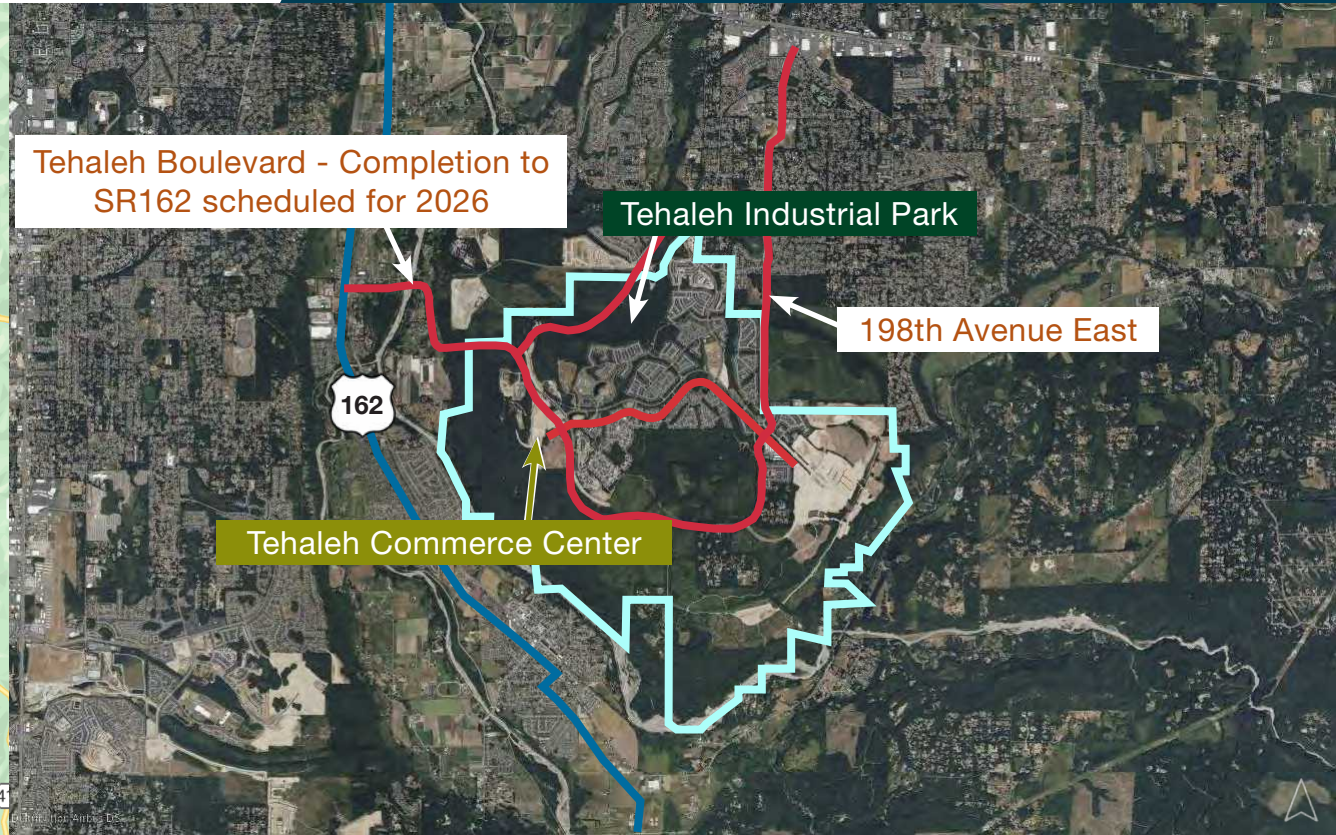 Tehaleh Boulevard - Completion to
SR162 scheduled for 2026
Tehaleh Industrial Park
198th Avenue East
162
Tehaleh Commerce Center